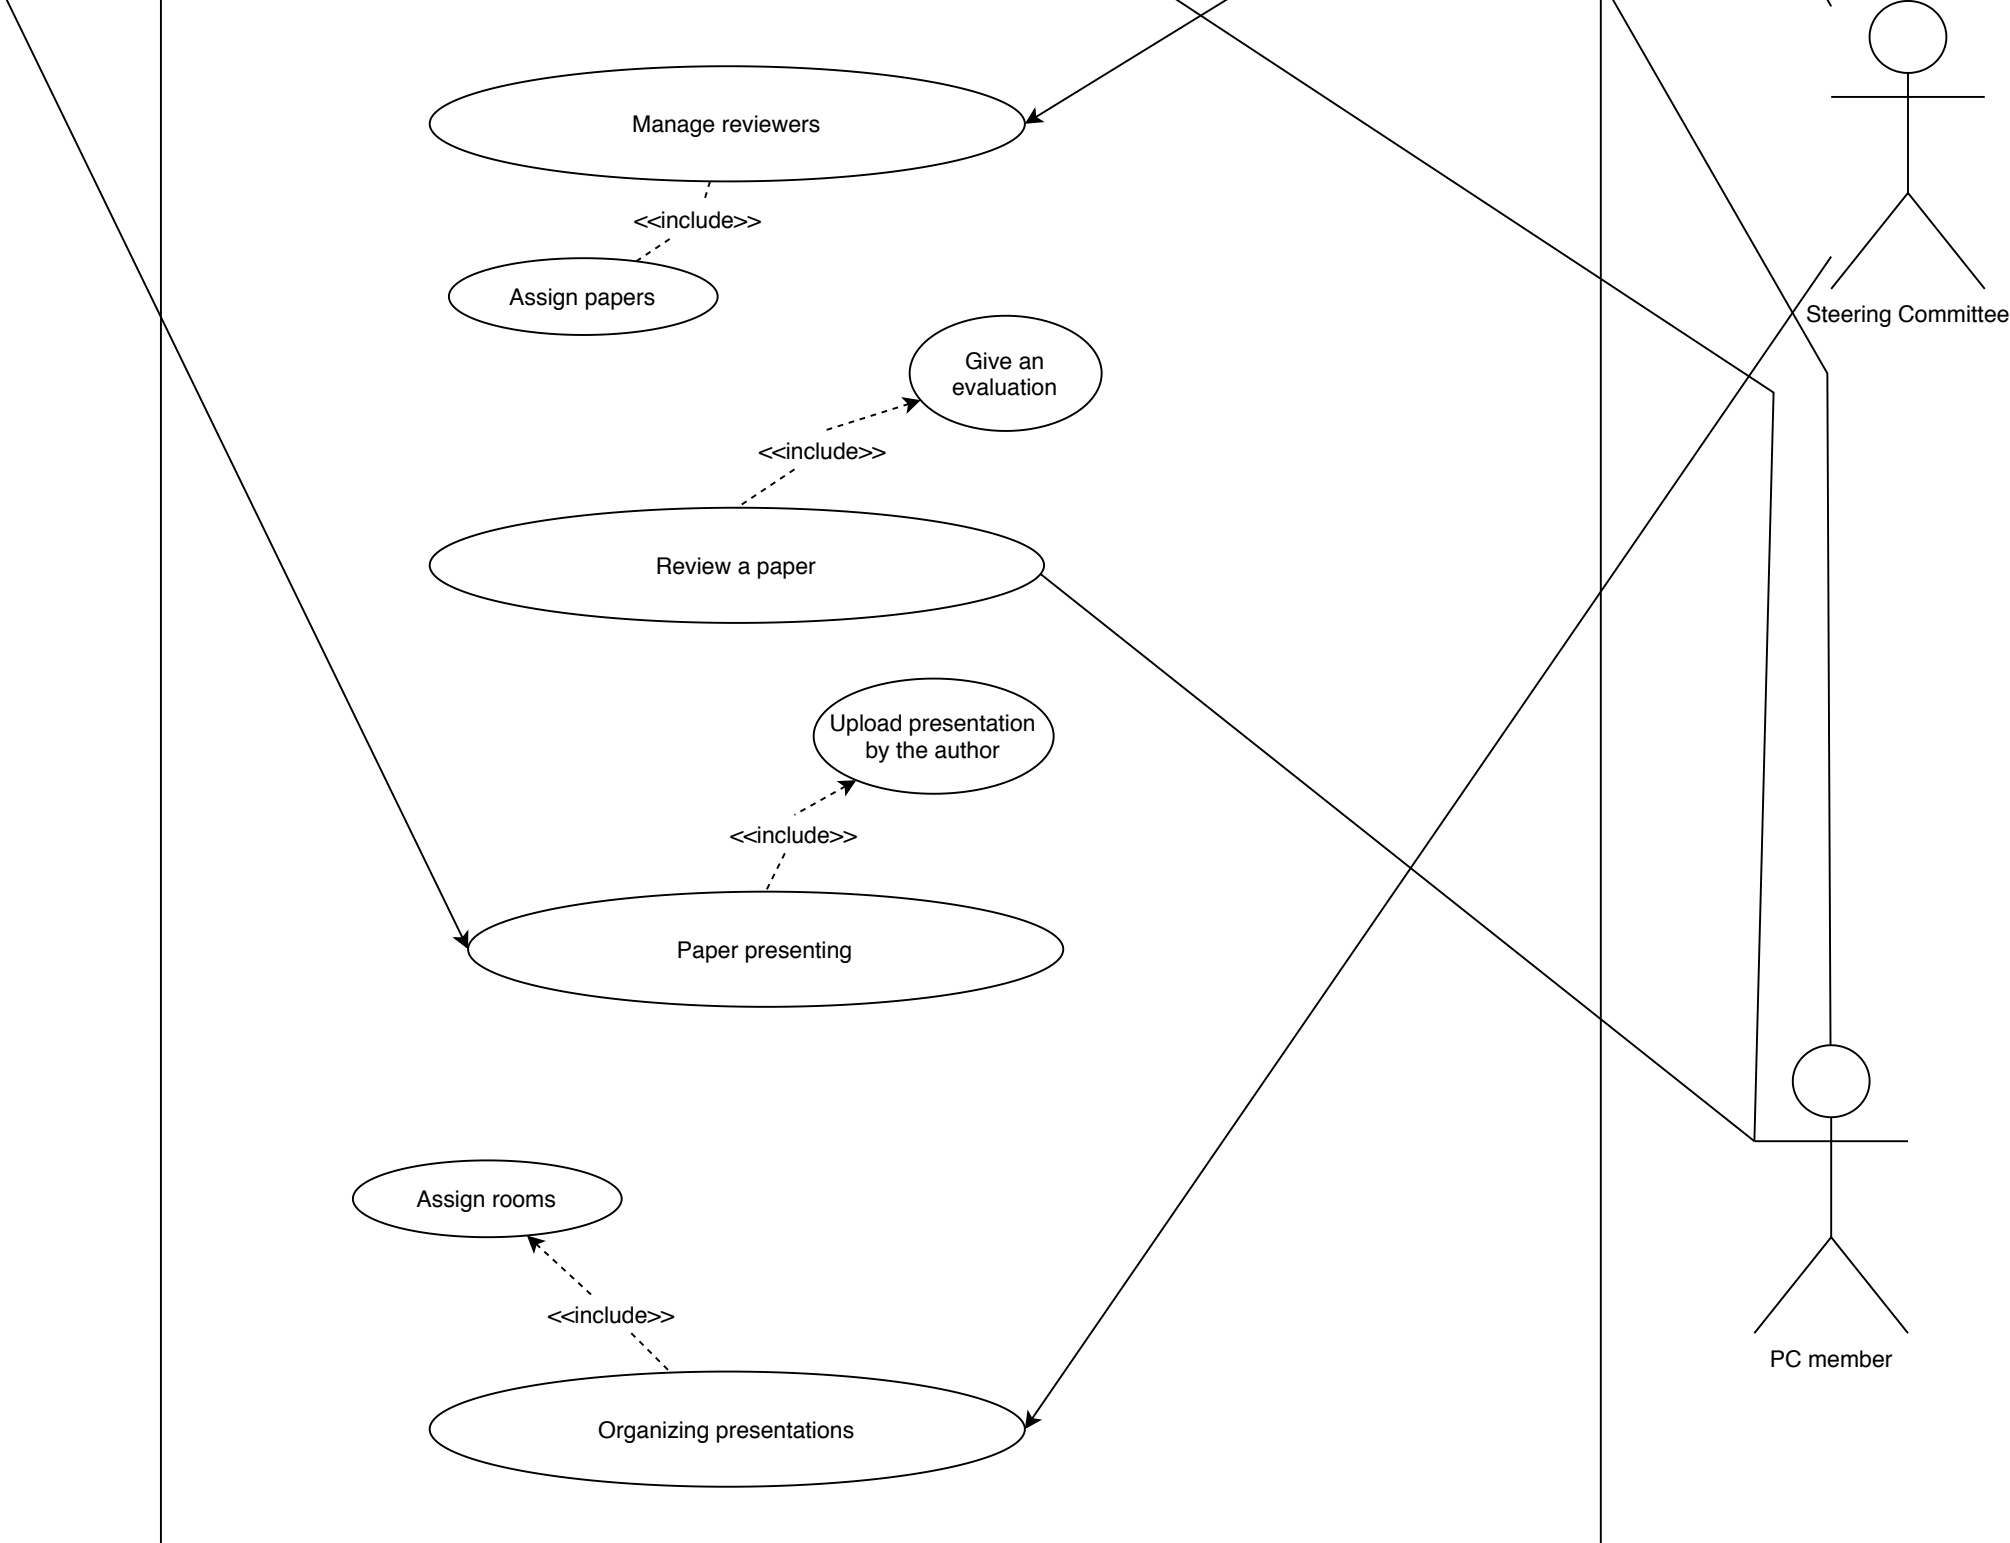 Manage reviewers
<<include>>
Assign papers
Steering Committee
Give an
evaluation
<<include>>
Review a paper
Upload presentation
by the author
<<include>>
Paper presenting
Assign rooms
<<include>>
PC member
Organizing presentations